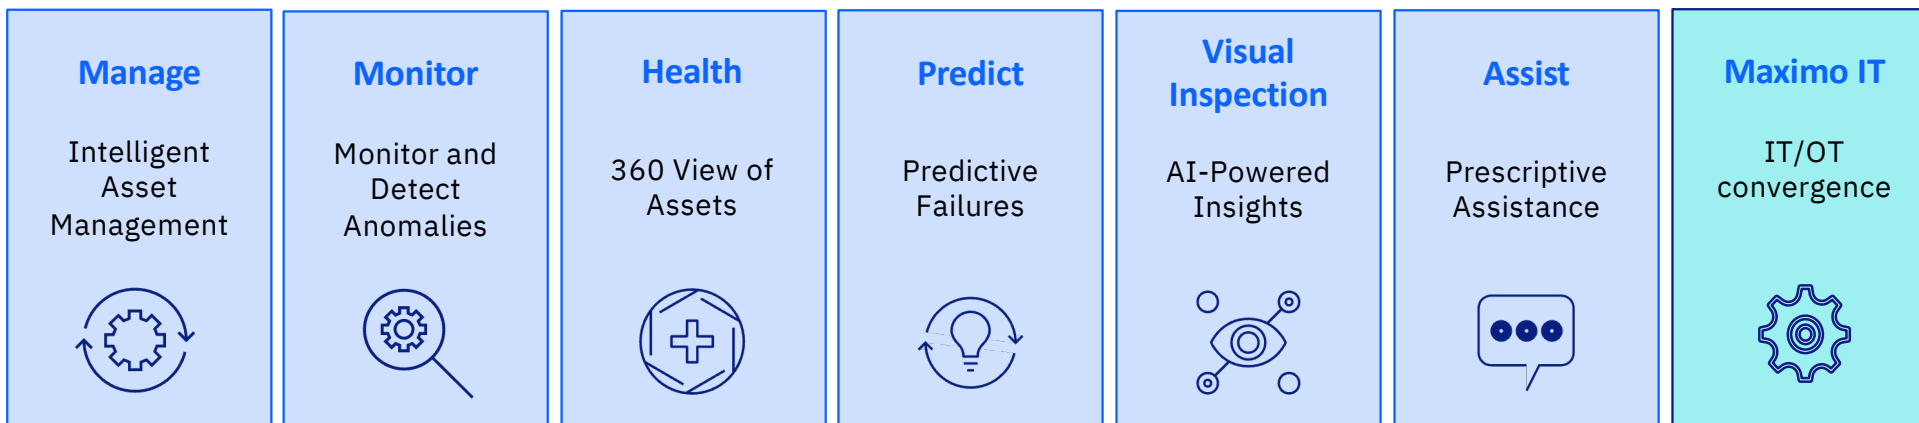 Manage
Intelligent
Asset
Management
Monitor
Monitor and
Detect
Anomalies
Health
360 View of
Assets
Predict
Predictive
Failures
Visual
Inspection
AI-Powered
Insights
Assist
Prescriptive
Assistance
Maximo IT
IT/OT
convergence